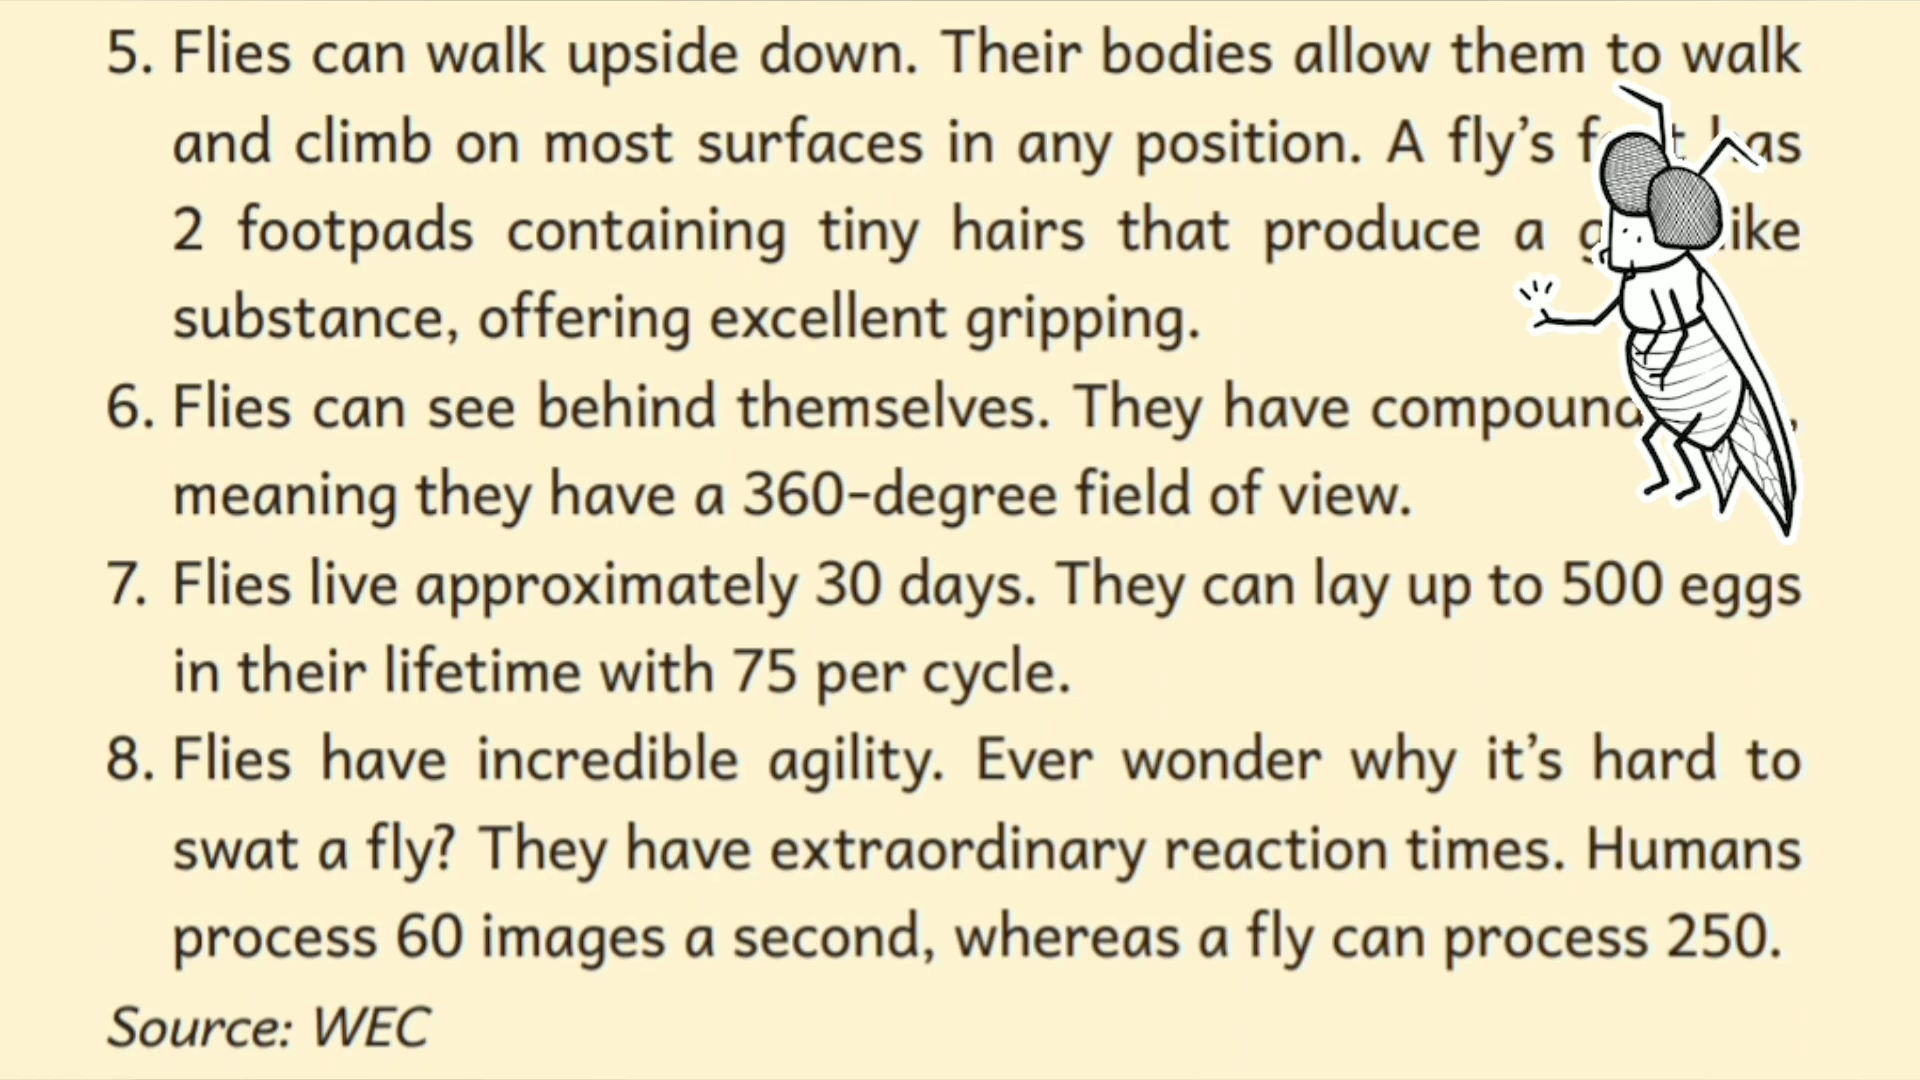 5. Flies can walk upside down. Their bodies allow them to walk
and climb on most surfaces in any position. A fly's has
2 footpads containing tiny hairs that produce a
substance, offering excellent gripping.
6. Flies can see behind themselves. They have compound
meaning they have a 360-degree field of view.
7. Flies live approximately 30 days. They can lay up to 500 eggs
in their lifetime with 75 per cycle.
8. Flies have incredible agility. Ever wonder why it's hard to
swat a fly? They have extraordinary reaction times. Humans
process 60 images a second, whereas a fly can process 250.
Source: WEC